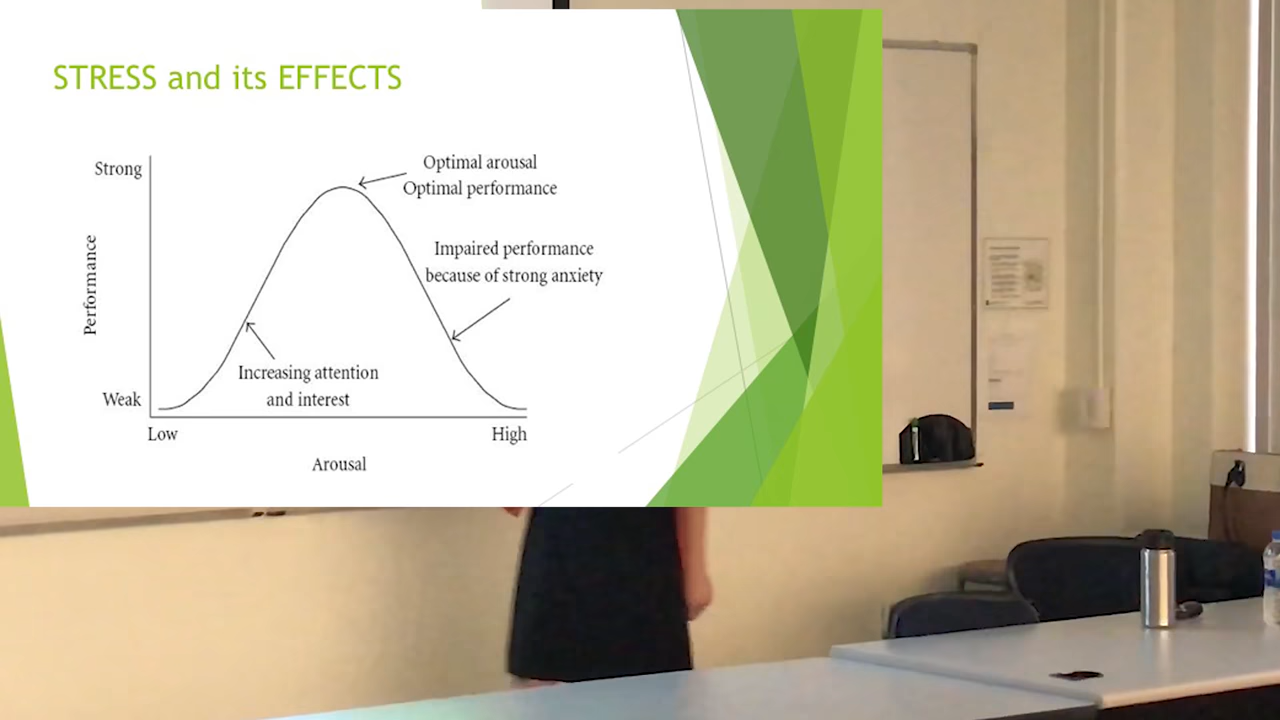 STRESS and its EFFECTS
Strong
Optimal arousal
Optimal performance
Impaired performance
because of strong anxiety
Performance
Increasing attention
and interest
Weak
Low
High
Arousal